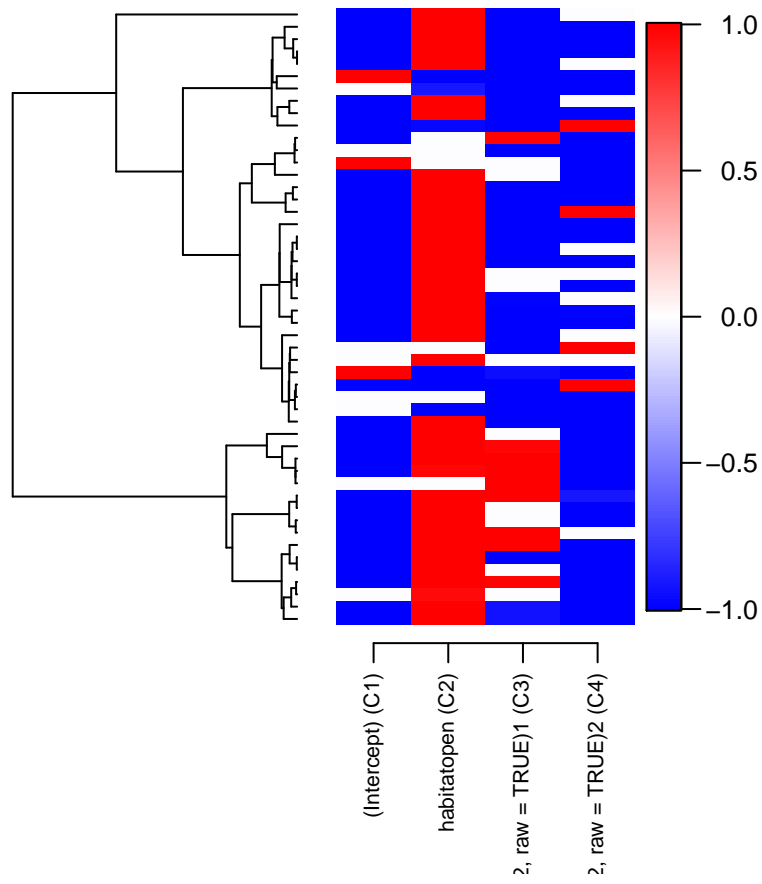 1.0
0.5
0.0
−0.5
−1.0
(Intercept) (C1)
habitatopen (C2)
2, raw = TRUE)1 (C3)
2, raw = TRUE)2 (C4)